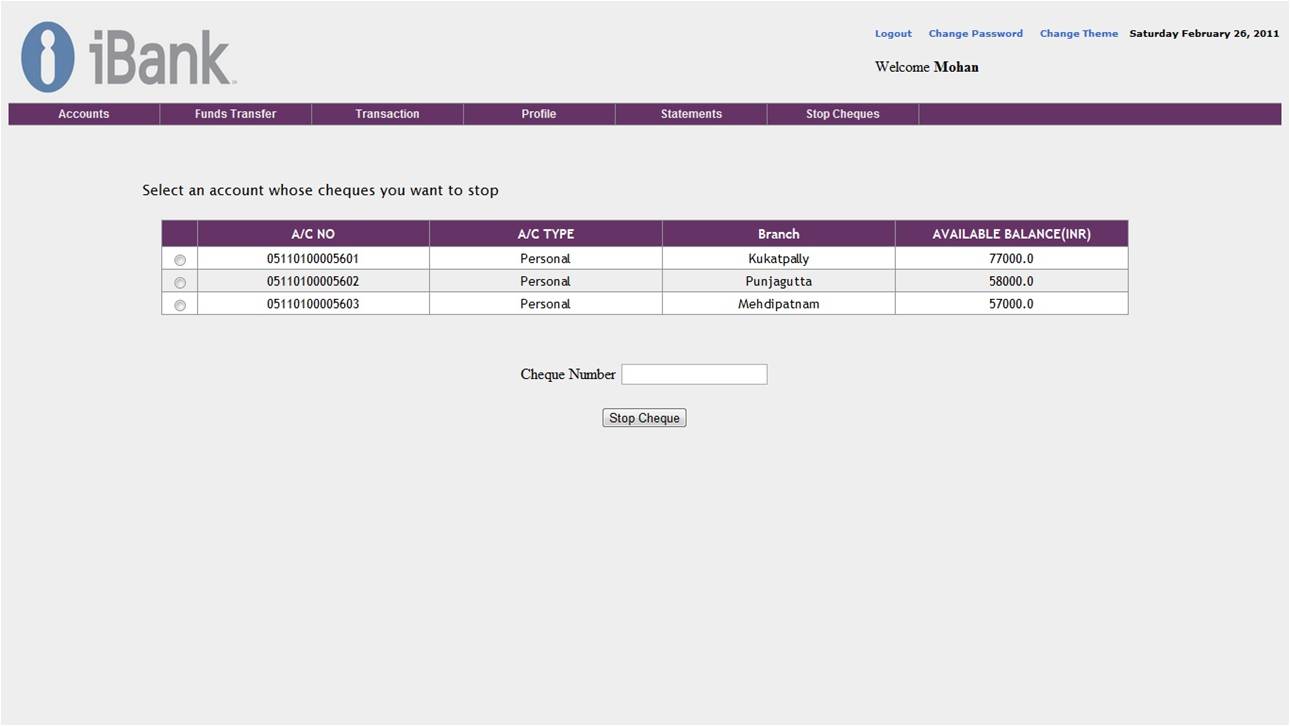 iBank
Logout Change Password Change Theme Saturday February 26, 2011
Welcome Mohan
Accounts Funds Transfer Transaction Profile Statements Stop Cheques
Select an account whose cheques you want to stop
A/C NO A/C TYPE Branch AVAILABLE BALANCE(INR)
05110100005601 Personal Kukatpally 77000.0
05110100005602 Personal Punjagutta 58000.0
05110100005603 Personal Mehdipatnam 57000.0
Cheque Number
Stop Cheque